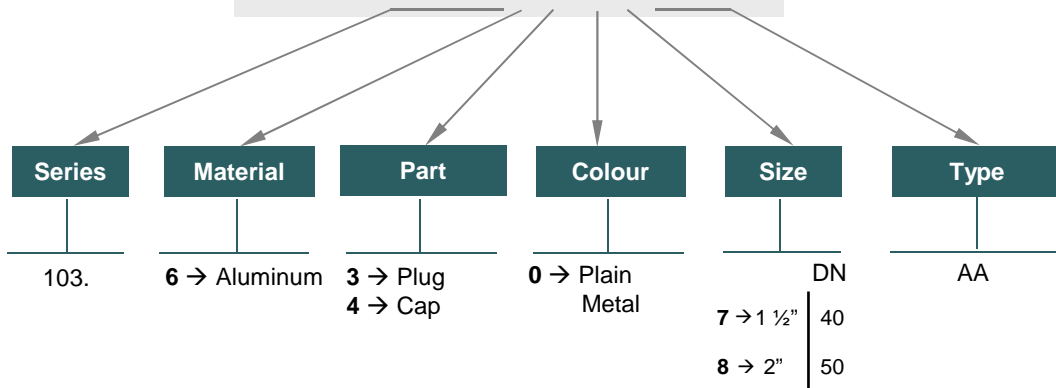 Series Material Part Colour Size Type
103. 6 → Aluminum 3 → Plug 0 → Plain DN AA
4 → Cap Metal
7 → 1 ½” 40
8 → 2” 50